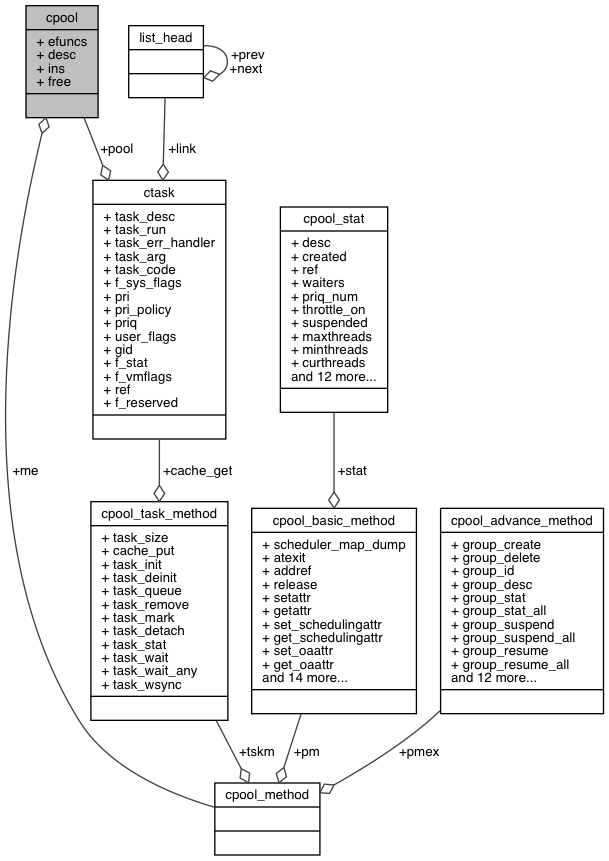 cpool
+ efuncs
+ desc
+ ins
+ free
list_head
+prev
+next
+pool
+link
ctask
+ task_desc
+ task_run
+ task_err_handler
+ task_arg
+ task_code
+ f_sys_flags
+ pri
+ pri_policy
+ priq
+ user_flags
+ gid
+ f_stat
+ f_vmflags
+ ref
+ f_reserved
cpool_stat
+ desc
+ created
+ ref
+ waiters
+ priq_num
+ throttle_on
+ suspended
+ maxthreads
+ minthreads
+ curthreads
and 12 more...
+me
+cache_get
+stat
cpool_task_method
+ task_size
+ cache_put
+ task_init
+ task_deinit
+ task_queue
+ task_remove
+ task_mark
+ task_detach
+ task_stat
+ task_wait
+ task_wait_any
+ task_wsync
cpool_basic_method
+ scheduler_map_dump
+ atexit
+ addref
+ release
+ setattr
+ getattr
+ set_schedulingattr
+ get_schedulingattr
+ set_oaattr
+ get_oaattr
and 14 more...
cpool_advance_method
+ group_create
+ group_delete
+ group_id
+ group_desc
+ group_stat
+ group_stat_all
+ group_suspend
+ group_suspend_all
+ group_resume
+ group_resume_all
and 12 more...
+tskm
+pm
+pmex
cpool_method